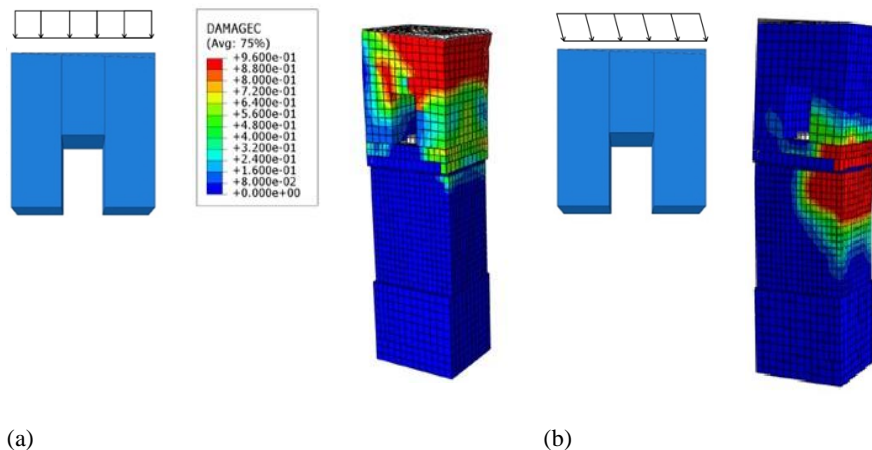 DAMAGEC
(Avg: 75%)
+9.600e-01
+8.800e-01
+8.000e-01
+7.200e-01
+6.400e-01
+5.600e-01
+4.800e-01
+4.000e-01
+3.200e-01
+2.400e-01
+1.600e-01
+8.000e-02
+0.000e+00
(a)
(b)